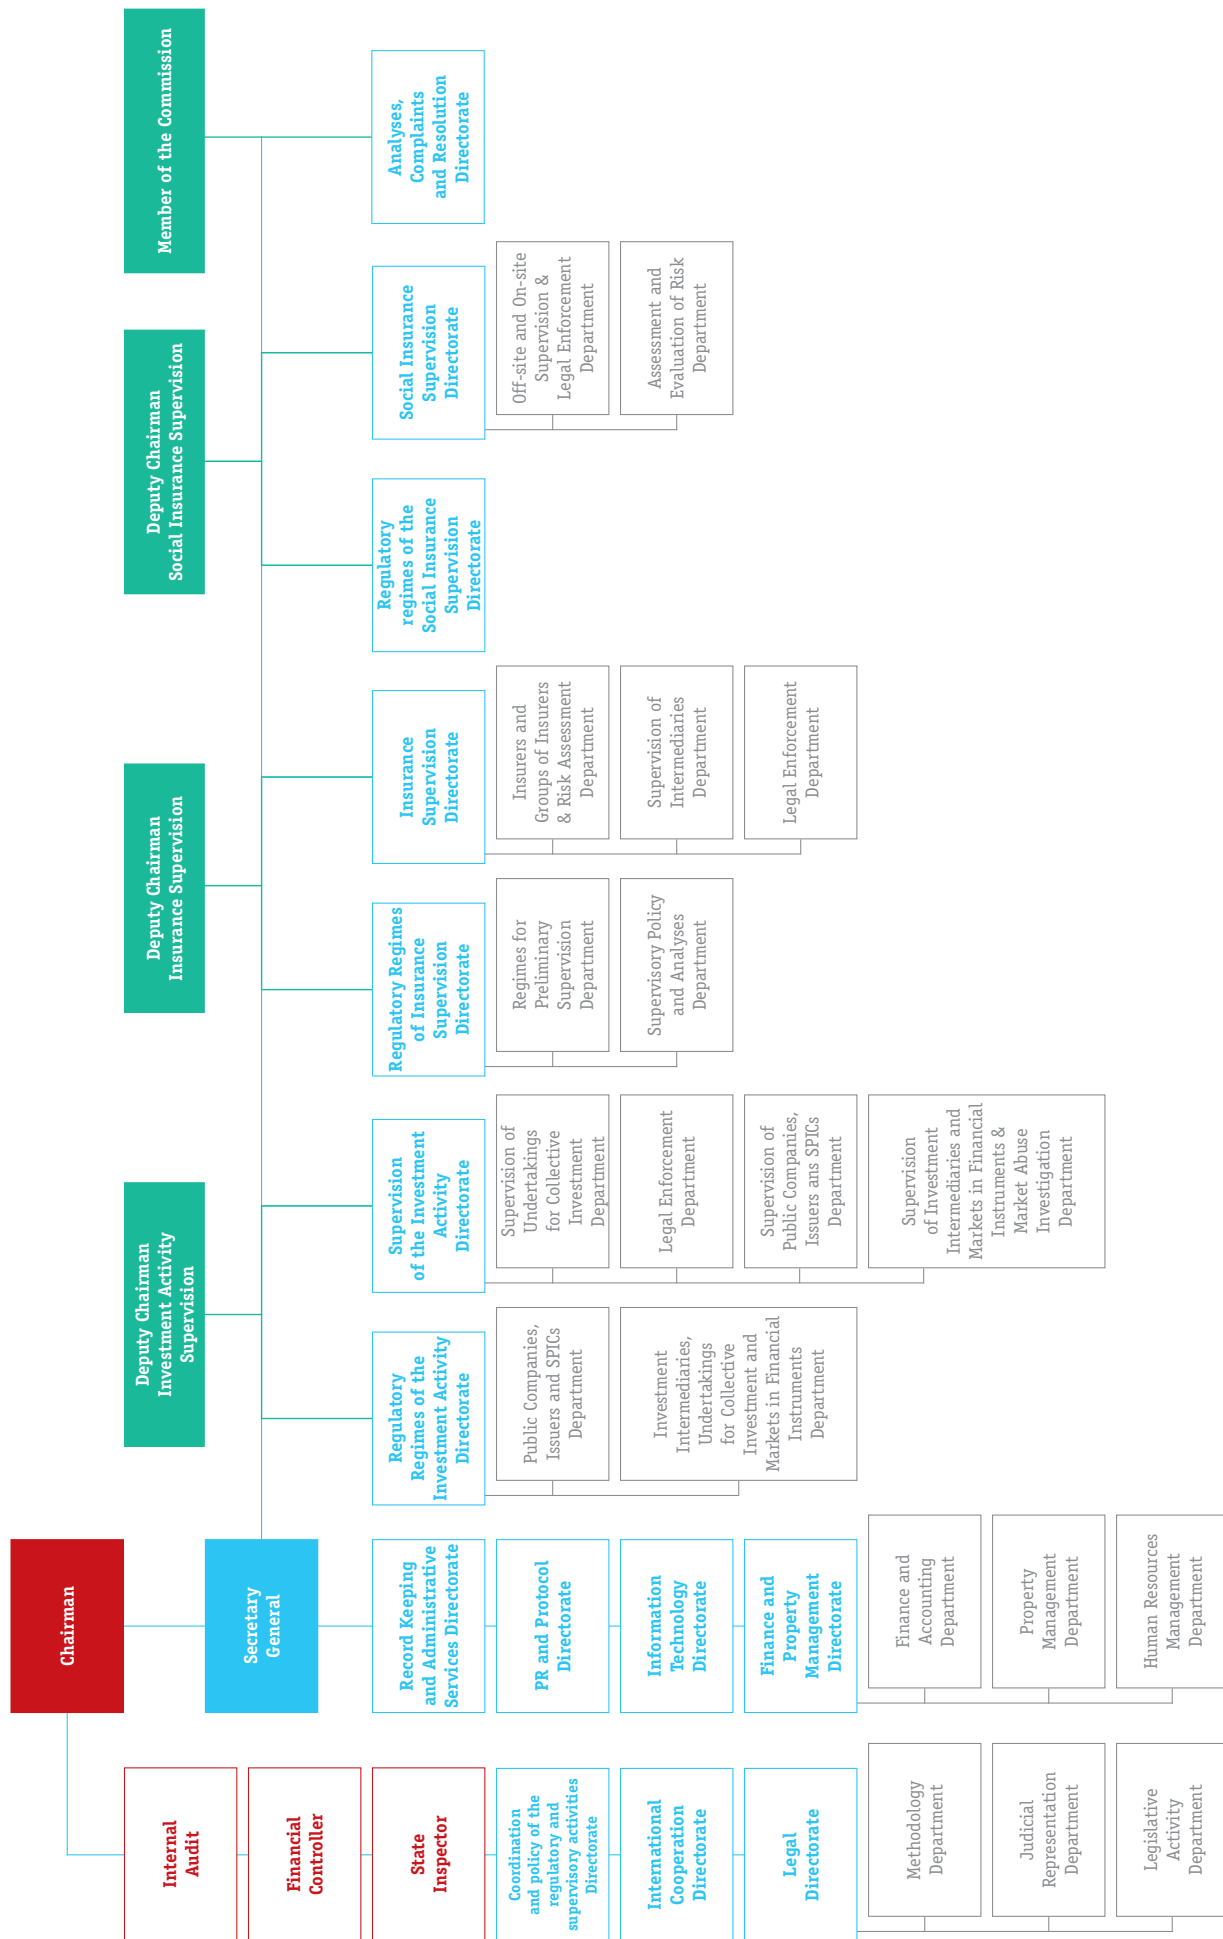 Chairman
Internal
Audit
Financial
Controller
State
Inspector
Coordination
and policy of the
regulatory and
supervisory activities
Directorate
International
Cooperation
Directorate
Legal
Directorate
Methodology
Department
Judicial
Representation
Department
Legislative
Activity
Department
Secretary
General
Record Keeping
and Administrative
Services Directorate
PR and Protocol
Directorate
Information
Technology
Directorate
Finance and
Property
Management
Directorate
Finance and
Accounting
Department
Property
Management
Department
Human Resources
Management
Department
Deputy Chairman
Investment Activity
Supervision
Regulatory
Regimes of the
Investment Activity
Directorate
Public Companies,
Issuers and SPICs
Department
Investment
Intermediaries,
Undertakings
for Collective
Investment and
Markets in Financial
Instruments
Department
Supervision
of the Investment
Activity
Directorate
Supervision of
Undertakings
for Collective
Investment
Department
Legal Enforcement
Department
Supervision of
Public Companies,
Issuers ans SPICs
Department
Supervision
of Investment
Intermediaries and
Markets in Financial
Instruments &
Market Abuse
Investigation
Department
Deputy Chairman
Insurance Supervision
Regulatory Regimes
of Insurance
Supervision
Directorate
Regimes for
Preliminary
Supervision
Department
Supervisory Policy
and Analyses
Department
Insurance
Supervision
Directorate
Insurers and
Groups of Insurers
& Risk Assessment
Department
Supervision of
Intermediaries
Department
Legal Enforcement
Department
Deputy Chairman
Social Insurance Supervision
Regulatory
regimes of the
Social Insurance
Supervision
Directorate
Social Insurance
Supervision
Directorate
Off-site and On-site
Supervision &
Legal Enforcement
Department
Assessment and
Evaluation of Risk
Department
Member of the Commission
Analyses,
Complaints
and Resolution
Directorate